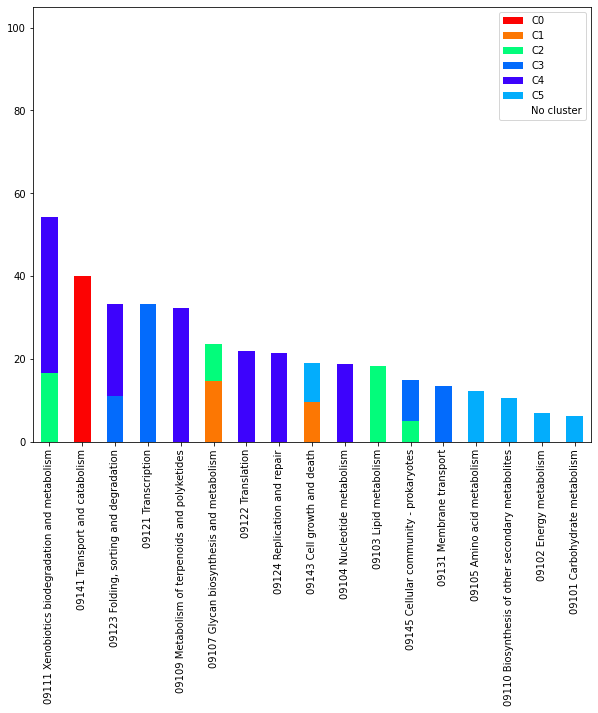 100
80
60
40
20
0
C0
C1
C2
C3
C4
C5
No cluster
09111 Xenobiotics biodegradation and metabolism
09141 Transport and catabolism
09123 Folding, sorting and degradation
09121 Transcription
09109 Metabolism of terpenoids and polyketides
09107 Glycan biosynthesis and metabolism
09122 Translation
09124 Replication and repair
09143 Cell growth and death
09104 Nucleotide metabolism
09103 Lipid metabolism
09145 Cellular community - prokaryotes
09131 Membrane transport
09105 Amino acid metabolism
09110 Biosynthesis of other secondary metabolites
09102 Energy metabolism
09101 Carbohydrate metabolism